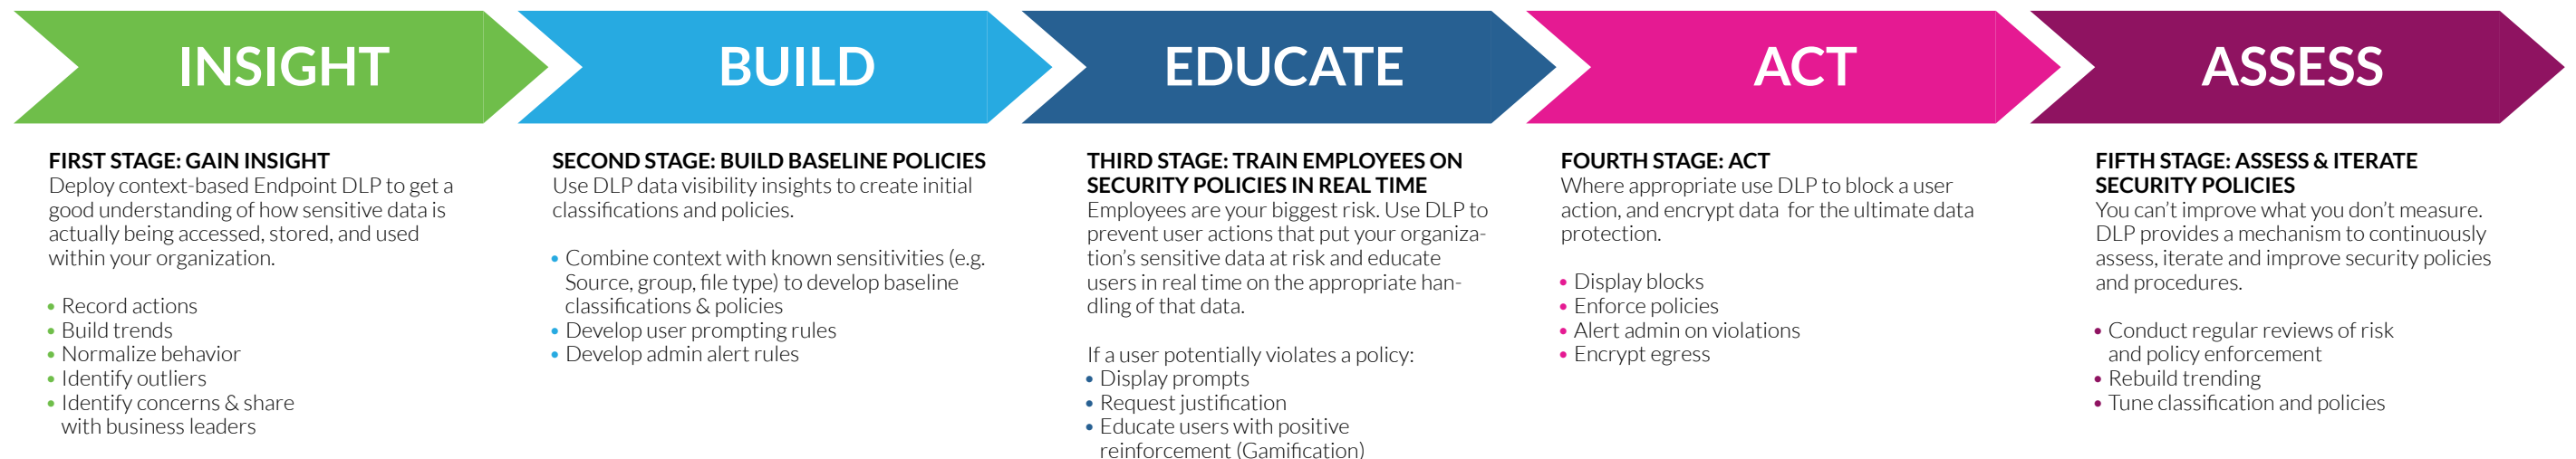 INSIGHT
BUILD
EDUCATE
ACT
ASSESS
FIRST STAGE: GAIN INSIGHT
Deploy context-based Endpoint DLP to get a
good understanding of how sensitive data is
actually being accessed, stored, and used
within your organization.
• Record actions
• Build trends
• Normalize behavior
• Identify outliers
• Identify concerns & share
with business leaders
SECOND STAGE: BUILD BASELINE POLICIES
Use DLP data visibility insights to create initial
classifications and policies.
• Combine context with known sensitivities (e.g.
Source, group, file type) to develop baseline
classifications & policies
• Develop user prompting rules
• Develop admin alert rules
THIRD STAGE: TRAIN EMPLOYEES ON
SECURITY POLICIES IN REAL TIME
Employees are your biggest risk. Use DLP to
prevent user actions that put your organiza-
tion’s sensitive data at risk and educate
users in real time on the appropriate han-
dling of that data.
If a user potentially violates a policy:
• Display prompts
• Request justification
• Educate users with positive
reinforcement (Gamification)
FOURTH STAGE: ACT
Where appropriate use DLP to block a user
action, and encrypt data for the ultimate data
protection.
• Display blocks
• Enforce policies
• Alert admin on violations
• Encrypt egress
FIFTH STAGE: ASSESS & ITERATE
SECURITY POLICIES
You can’t improve what you don’t measure.
DLP provides a mechanism to continuously
assess, iterate and improve security policies
and procedures.
• Conduct regular reviews of risk
and policy enforcement
• Rebuild trending
• Tune classification and policies